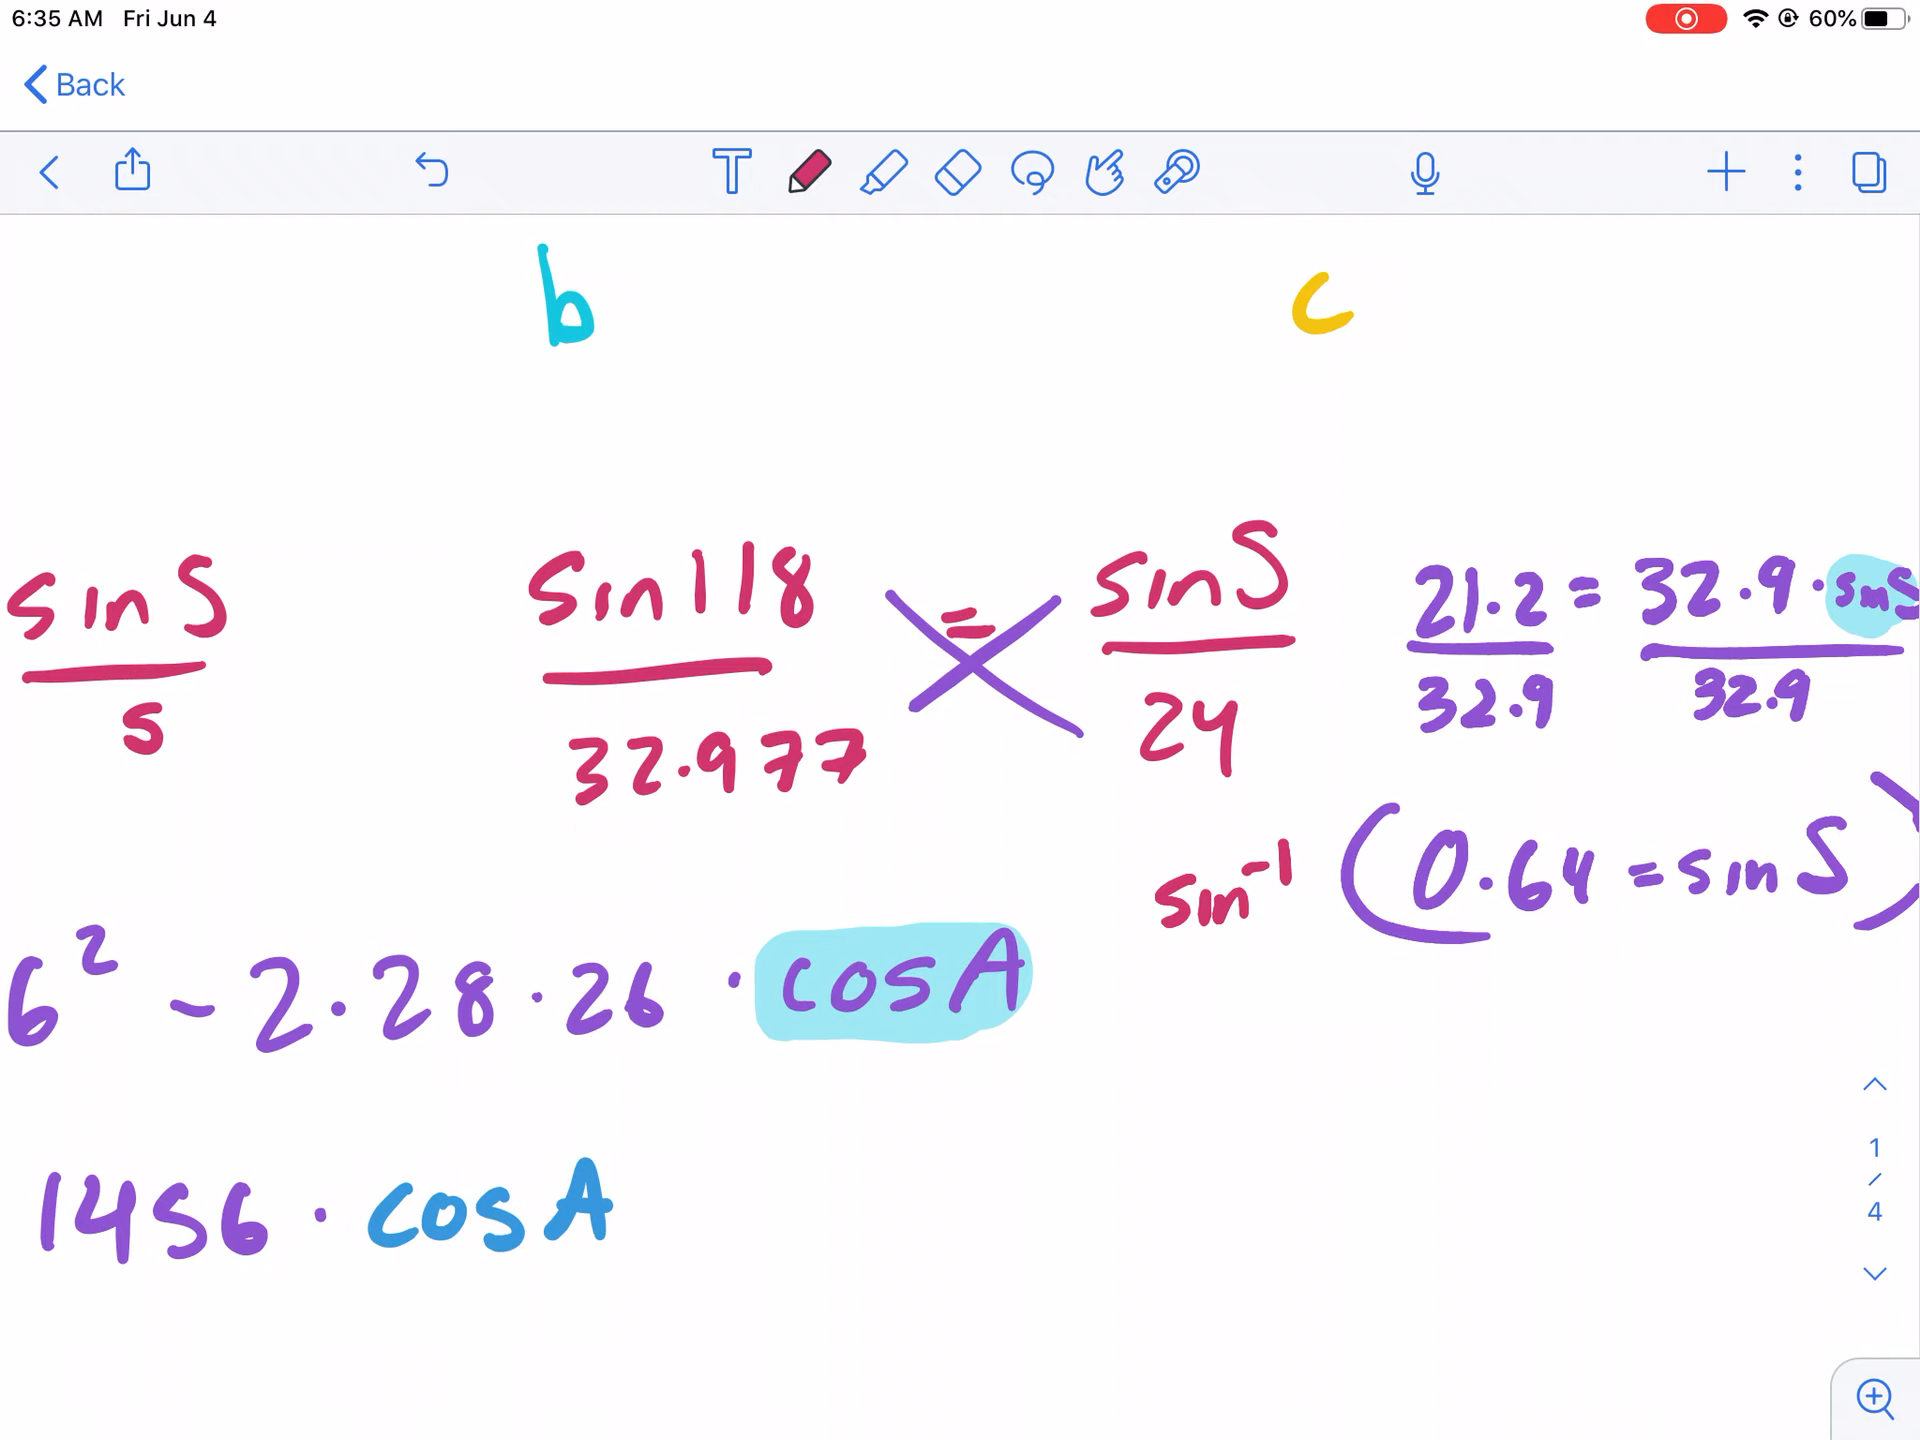 6:35 AM Fri Jun 4
60%
Back
b
c
sin S / s
sin 118 / 32.977 = sin S / 24
21.2 / 32.9 = 32.9 · sin S / 32.9
sin⁻¹ (0.64 = sin S)
6² - 2 · 28 · 26 · cos A
1456 · cos A
1
/
4